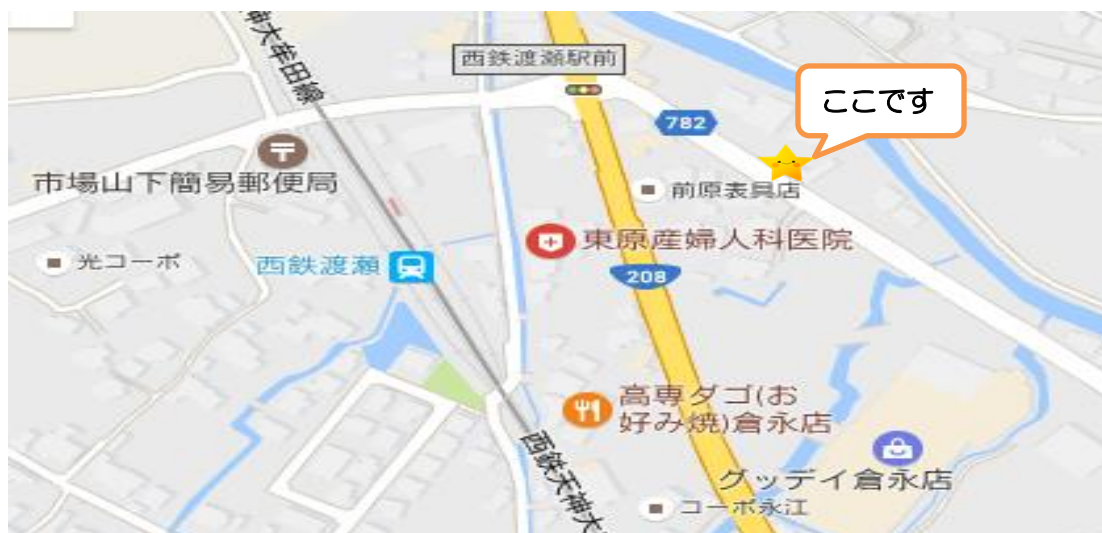 神大牟田線
西鉄渡瀬駅前
ここです
782
市場山下簡易郵便局
前原表具店
東原産婦人科医院
光コーポ
西鉄渡瀬
208
高専ダゴ(お
好み焼)倉永店
西鉄天神大
グッデイ倉永店
コーポ永江